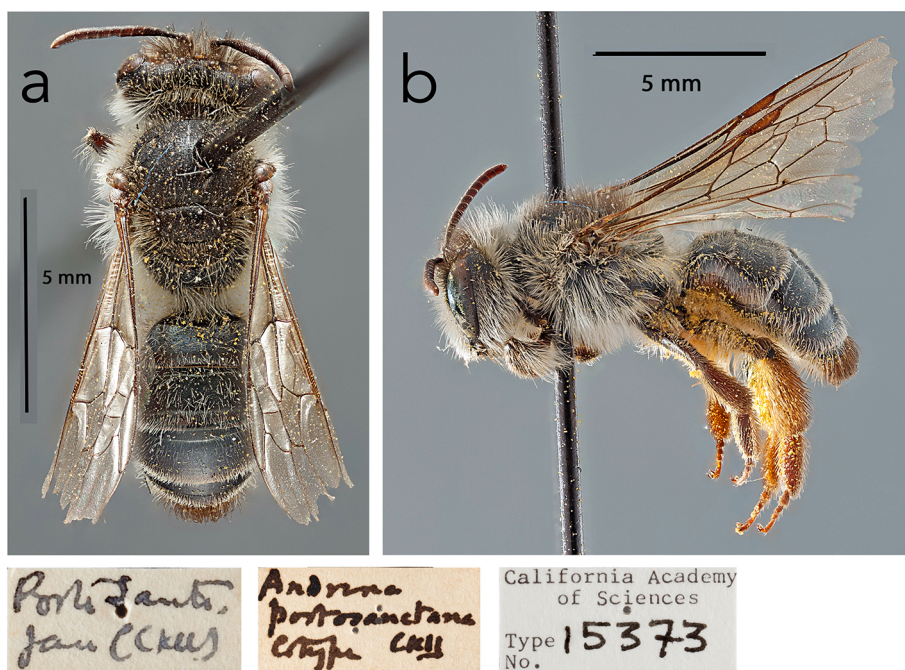 a
5 mm
b
5 mm
Porto Santo,
Jan (CKLL)
Andrena
portosanctana
Cotype CKLL
California Academy
of Sciences
Type 15373
No.